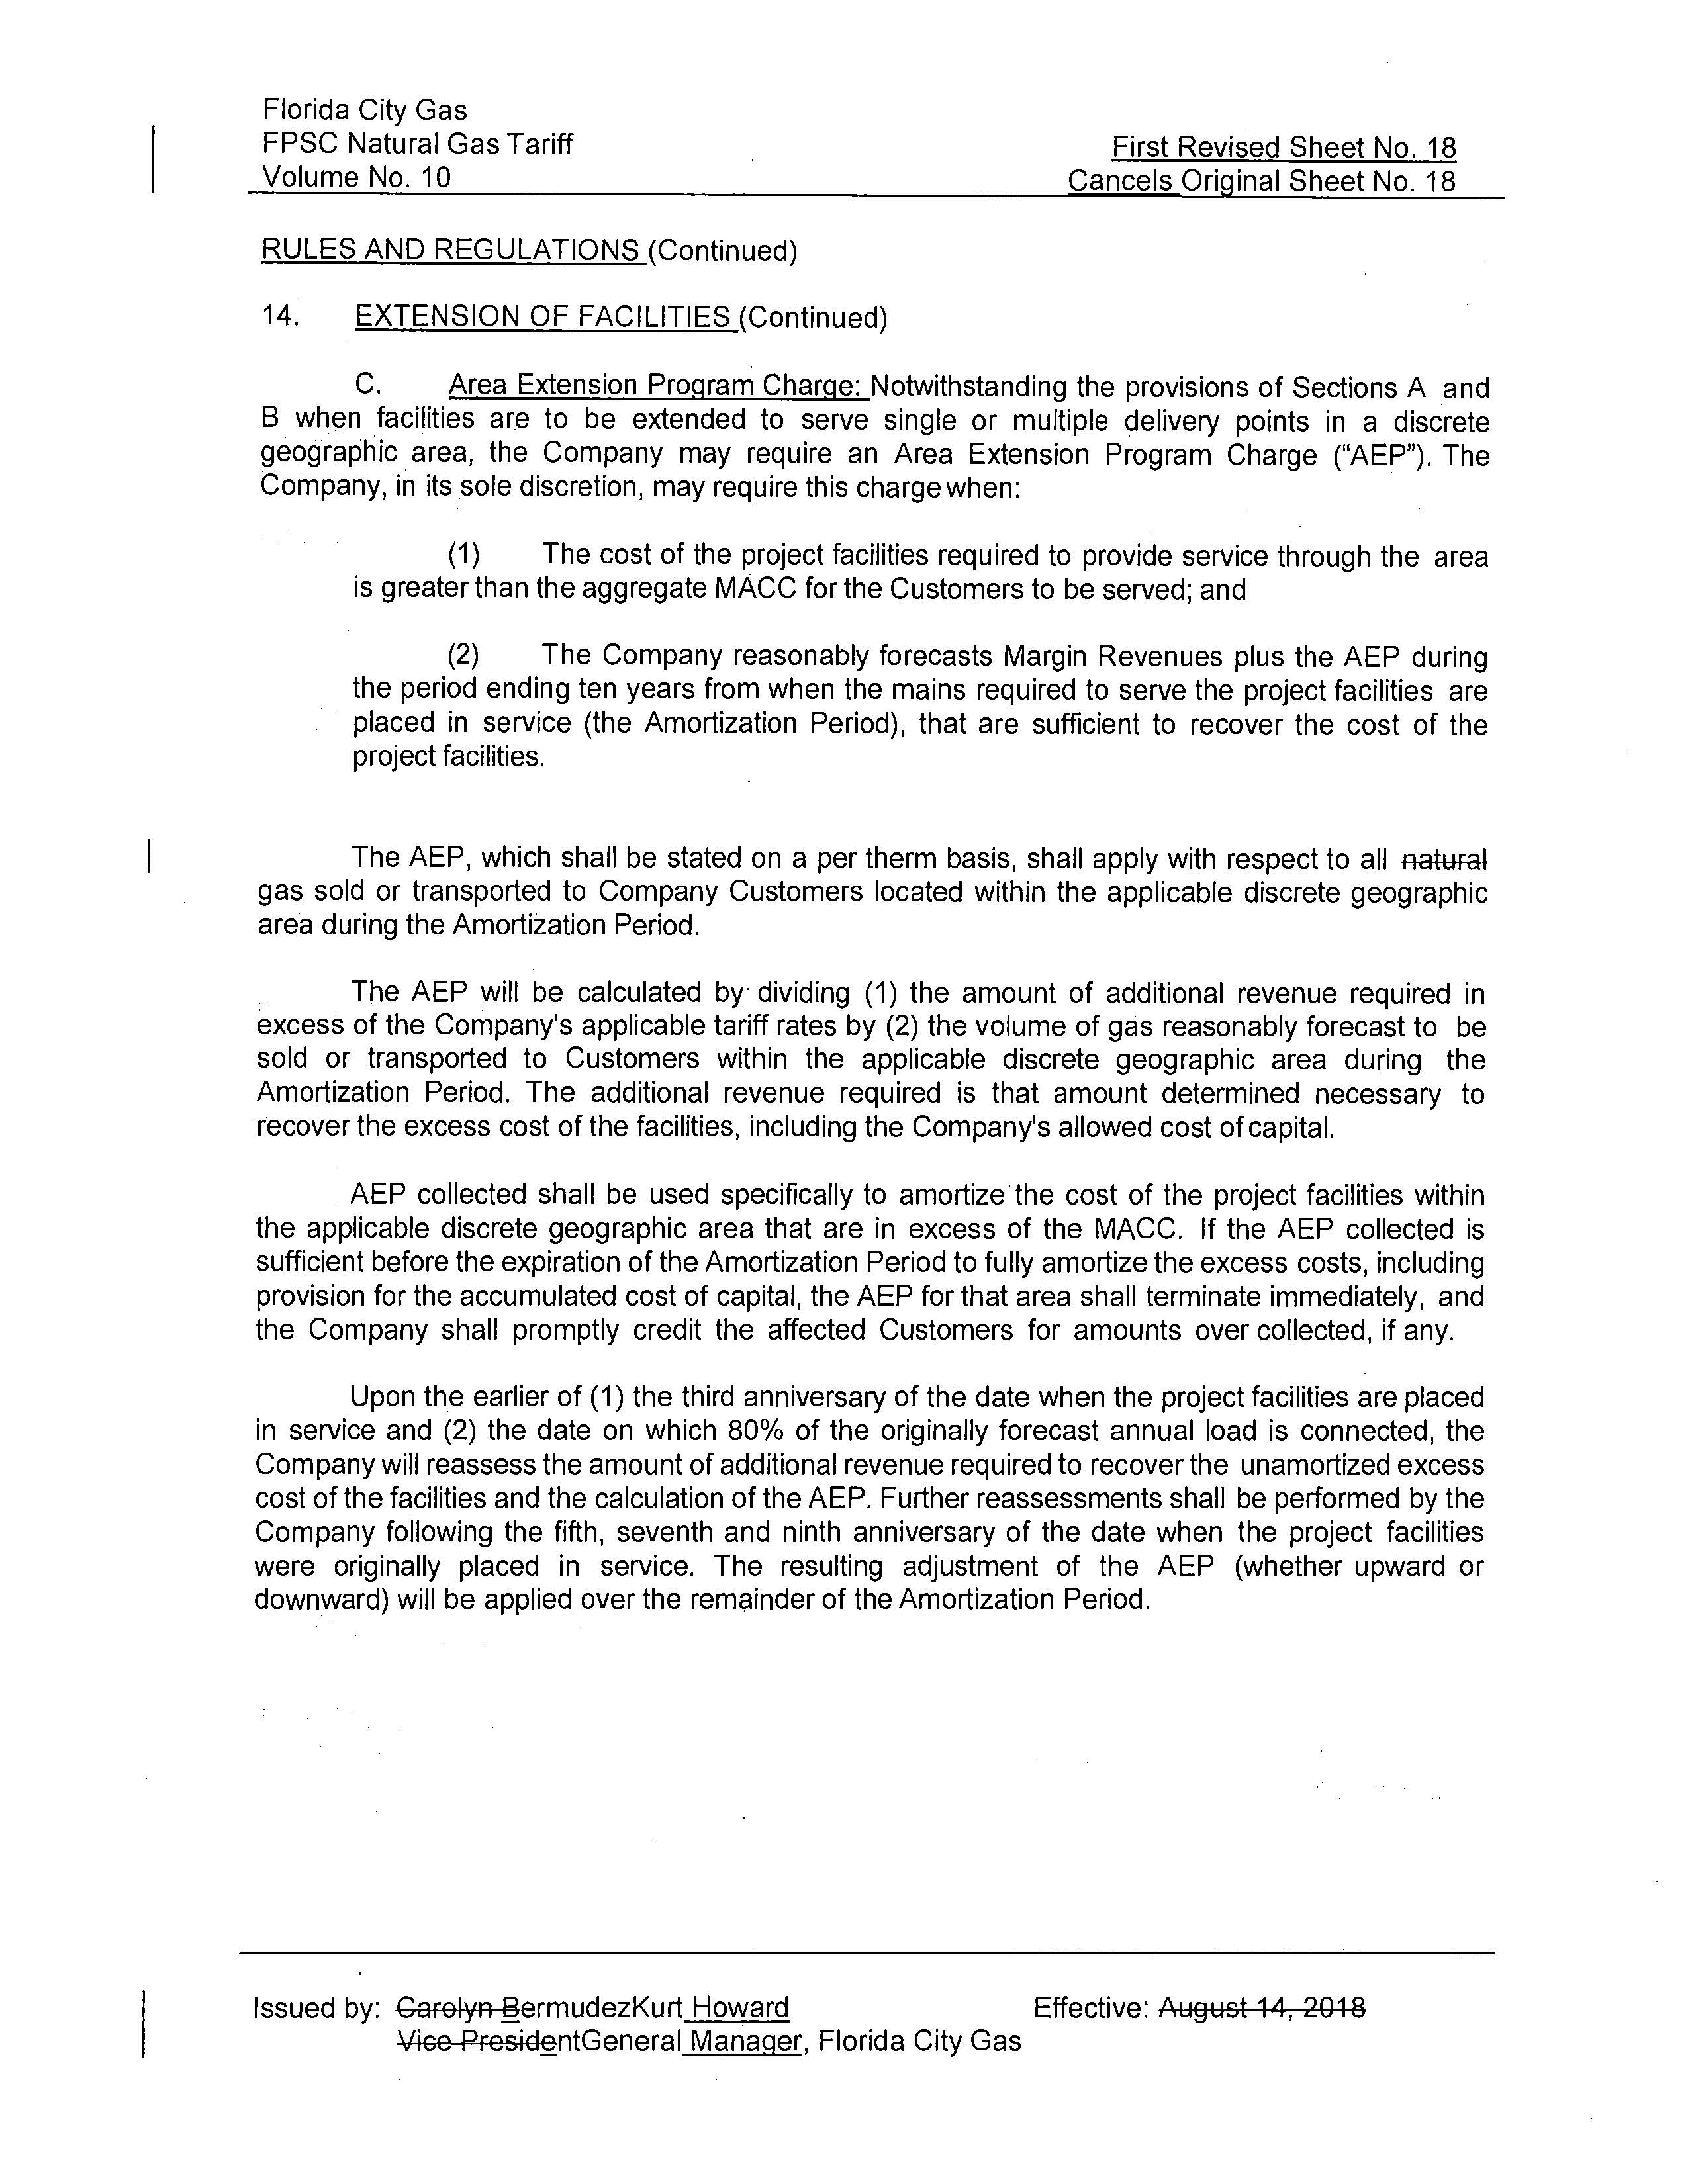 Florida City Gas
FPSC Natural Gas Tariff
First Revised Sheet No. 18
Volume No. 10
Cancels Original Sheet No. 18
RULES AND REGULATIONS (Continued)
14. EXTENSION OF FACILITIES (Continued)
C. Area Extension Program Charge: Notwithstanding the provisions of Sections A and
B when facilities are to be extended to serve single or multiple delivery points in a discrete
geographic area, the Company may require an Area Extension Program Charge ("AEP"). The
Company, in its sole discretion, may require this charge when:
(1) The cost of the project facilities required to provide service through the area
is greater than the aggregate MACC for the Customers to be served; and
(2) The Company reasonably forecasts Margin Revenues plus the AEP during
the period ending ten years from when the mains required to serve the project facilities are
placed in service (the Amortization Period), that are sufficient to recover the cost of the
project facilities.
The AEP, which shall be stated on a per therm basis, shall apply with respect to all natural
gas sold or transported to Company Customers located within the applicable discrete geographic
area during the Amortization Period.
The AEP will be calculated by dividing (1) the amount of additional revenue required in
excess of the Company's applicable tariff rates by (2) the volume of gas reasonably forecast to be
sold or transported to Customers within the applicable discrete geographic area during the
Amortization Period. The additional revenue required is that amount determined necessary to
recover the excess cost of the facilities, including the Company's allowed cost of capital.
AEP collected shall be used specifically to amortize the cost of the project facilities within
the applicable discrete geographic area that are in excess of the MACC. If the AEP collected is
sufficient before the expiration of the Amortization Period to fully amortize the excess costs, including
provision for the accumulated cost of capital, the AEP for that area shall terminate immediately, and
the Company shall promptly credit the affected Customers for amounts over collected, if any.
Upon the earlier of (1) the third anniversary of the date when the project facilities are placed
in service and (2) the date on which 80% of the originally forecast annual load is connected, the
Company will reassess the amount of additional revenue required to recover the unamortized excess
cost of the facilities and the calculation of the AEP. Further reassessments shall be performed by the
Company following the fifth, seventh and ninth anniversary of the date when the project facilities
were originally placed in service. The resulting adjustment of the AEP (whether upward or
downward) will be applied over the remainder of the Amortization Period.
Issued by: Carolyn BermudezKurt Howard Effective: August 14, 2018
Vice PresidentGeneral Manager, Florida City Gas